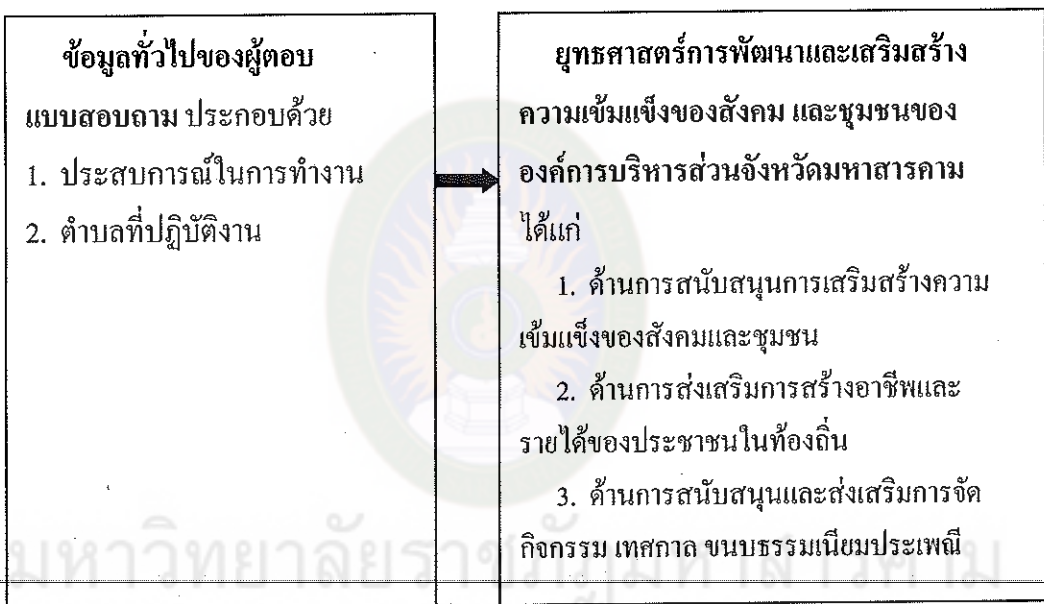 ข้อมูลทั่วไปของผู้ตอบ
แบบสอบถาม ประกอบด้วย
1. ประสบการณ์ในการทำงาน
2. ตำบลที่ปฏิบัติงาน
ยุทธศาสตร์การพัฒนาและเสริมสร้าง
ความเข้มแข็งของสังคม และชุมชนของ
องค์การบริหารส่วนจังหวัดมหาสารคาม
ได้แก่
1. ด้านการสนับสนุนการเสริมสร้างความ
เข้มแข็งของสังคมและชุมชน
2. ด้านการส่งเสริมการสร้างอาชีพและ
รายได้ของประชาชนในท้องถิ่น
3. ด้านการสนับสนุนและส่งเสริมการจัด
กิจกรรม เทศกาล ขนบธรรมเนียมประเพณี
มหาวิทยาลัยราชภัฏมหาสารคาม